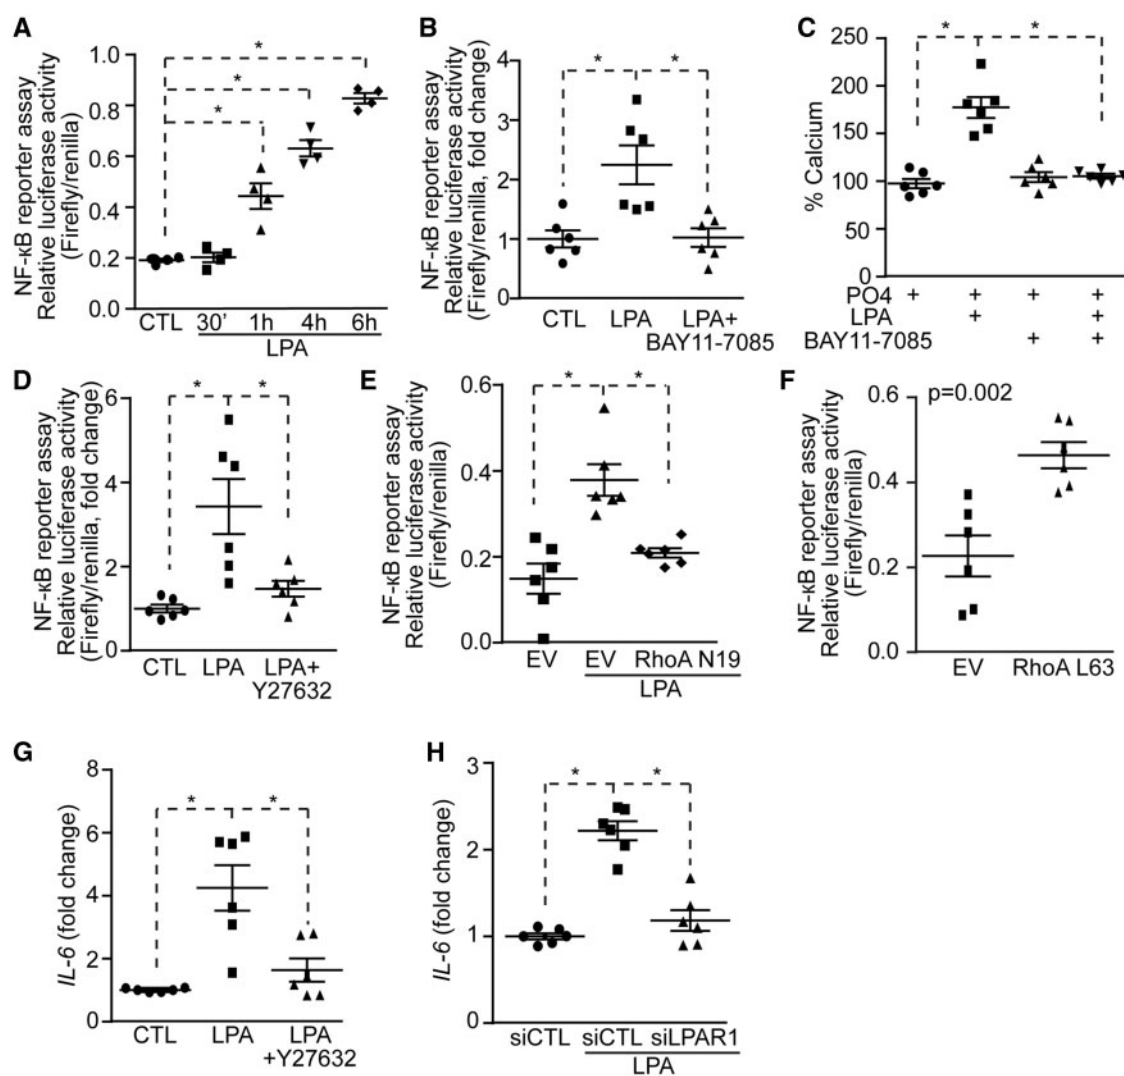 A
NF-κB reporter assay
Relative luciferase activity
(Firefly/renilla)
1.0
0.8
0.6
0.4
0.2
0.0
*
*
*
CTL 30’ 1h 4h 6h
LPA
B
NF-κB reporter assay
Relative luciferase activity
(Firefly/renilla, fold change)
4
3
2
1
0
* *
CTL LPA LPA+
BAY11-7085
C
% Calcium
250
200
150
100
50
0
* *
PO4 + + + +
LPA + +
BAY11-7085 + +
D
NF-κB reporter assay
Relative luciferase activity
(Firefly/renilla, fold change)
6
4
2
0
* *
CTL LPA LPA+
Y27632
E
NF-κB reporter assay
Relative luciferase activity
(Firefly/renilla)
0.6
0.4
0.2
0.0
* *
EV EV RhoA N19
LPA
F
NF-κB reporter assay
Relative luciferase activity
(Firefly/renilla)
0.6
0.4
0.2
0.0
p=0.002
EV RhoA L63
G
IL-6 (fold change)
8
6
4
2
0
* *
CTL LPA LPA
+Y27632
H
IL-6 (fold change)
3
2
1
0
* *
siCTL siCTL siLPAR1
LPA